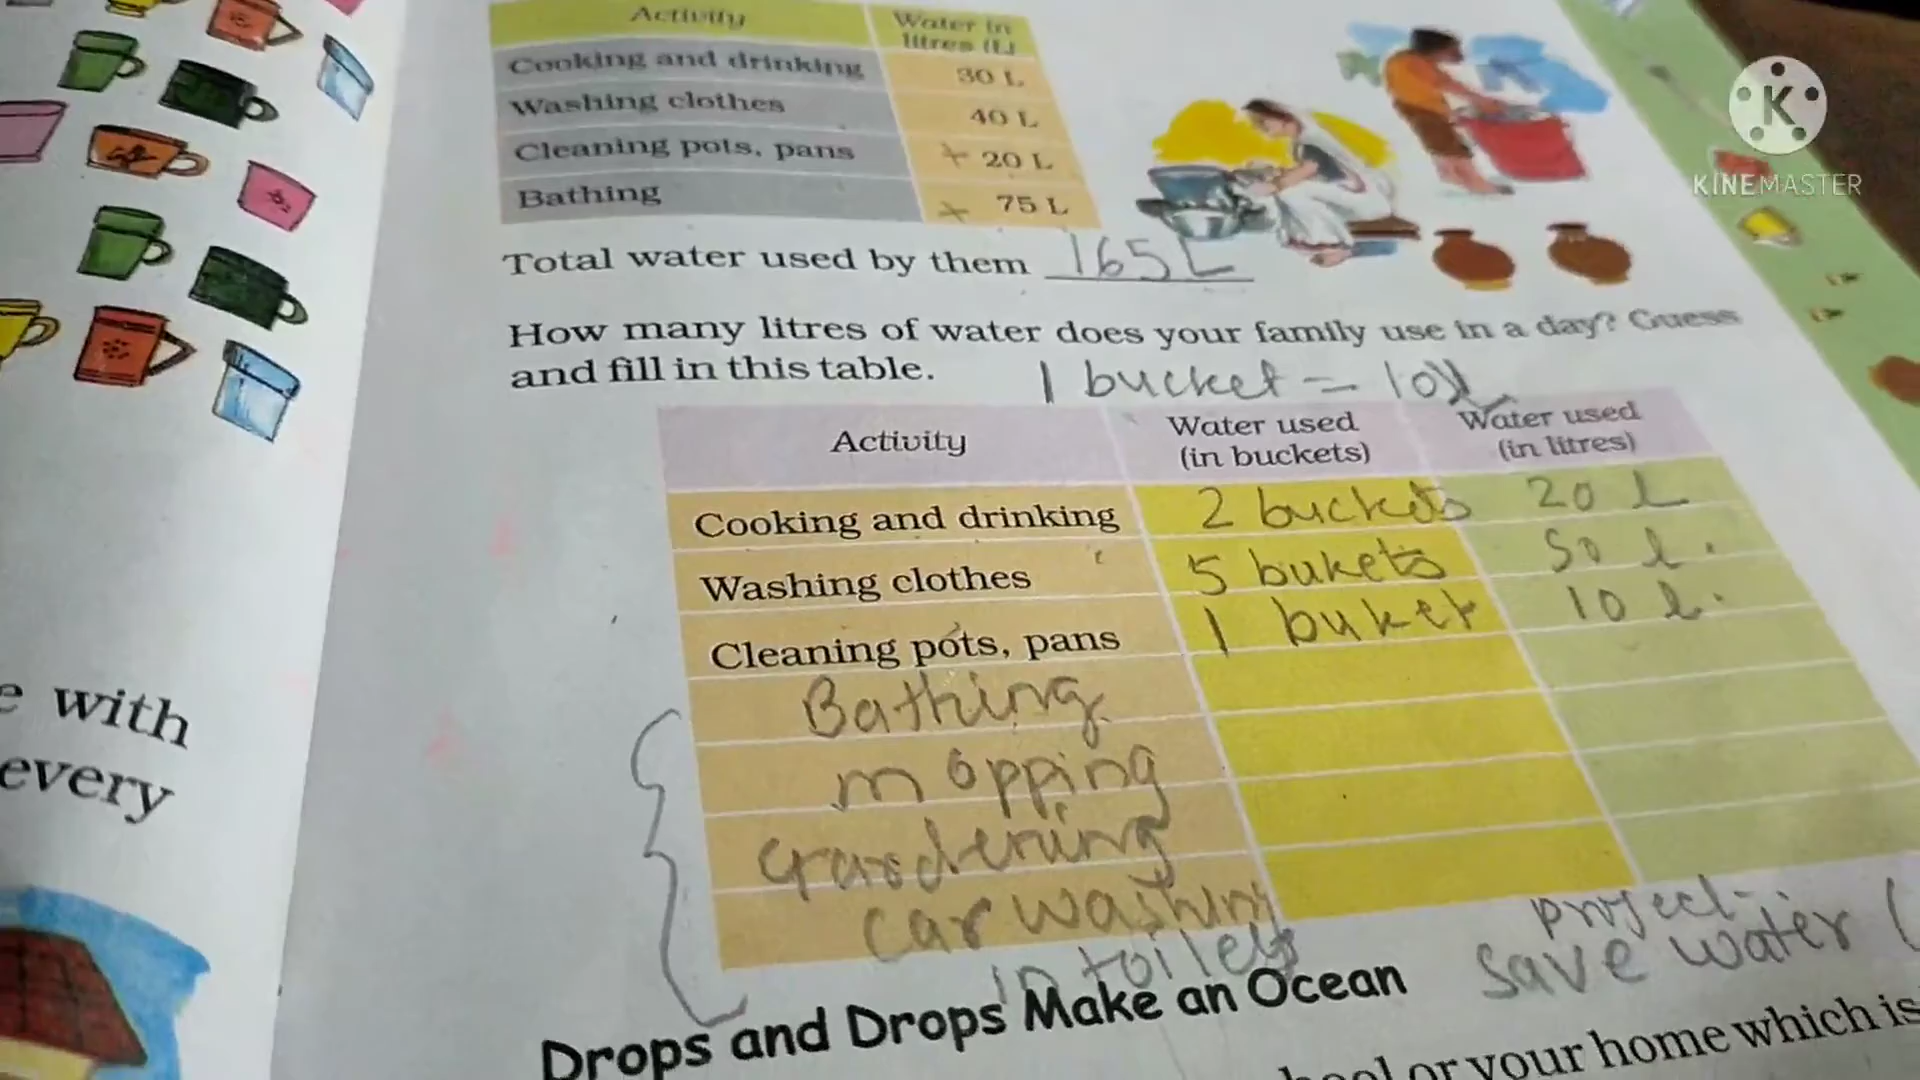 Activity Water in litres (L)
Cooking and drinking 30 L
Washing clothes 40 L
Cleaning pots, pans + 20 L
Bathing + 75 L
KINEMASTER
Total water used by them 165 L
How many litres of water does your family use in a day? Guess
and fill in this table.
1 bucket = 10
Activity Water used (in buckets) Water used (in litres)
Cooking and drinking 2 buckets 20 l
Washing clothes 5 bukets 50 l.
Cleaning pots, pans 1 buket 10 l.
Bathing
mopping
Gardening
car washing
in toilets
project-
save water (
Drops and Drops Make an Ocean
or your home which is
e with
every